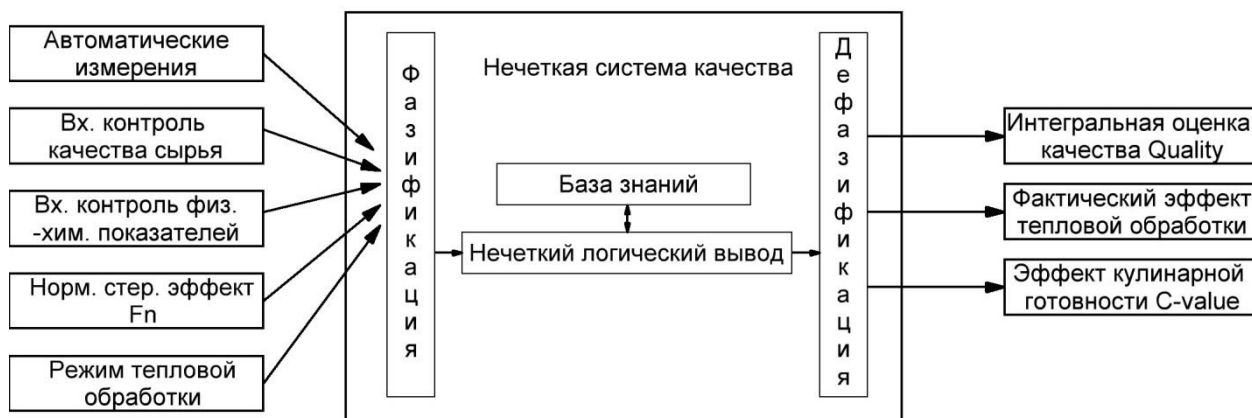 Автоматические
измерения
Вх. контроль
качества сырья
Вх. контроль физ.
-хим. показателей
Норм. стер. эффект
Fn
Режим тепловой
обработки
Фазификация
Нечеткая система качества
База знаний
Нечеткий логический вывод
Дефазификация
Интегральная оценка
качества Quality
Фактический эффект
тепловой обработки
Эффект кулинарной
готовности C-value